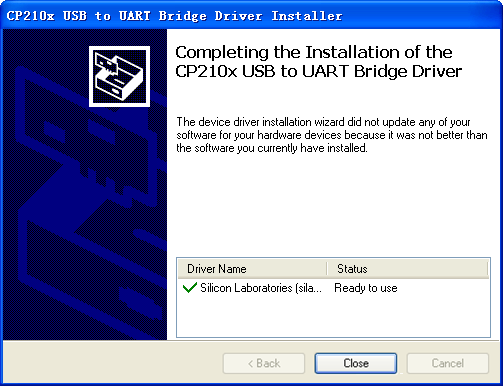 CP210x USB to UART Bridge Driver Installer
Completing the Installation of the
CP210x USB to UART Bridge Driver
The device driver installation wizard did not update any of your
software for your hardware devices because it was not better than
the software you currently have installed.
Driver Name Status
Silicon Laboratories (sila... Ready to use
< Back Close Cancel